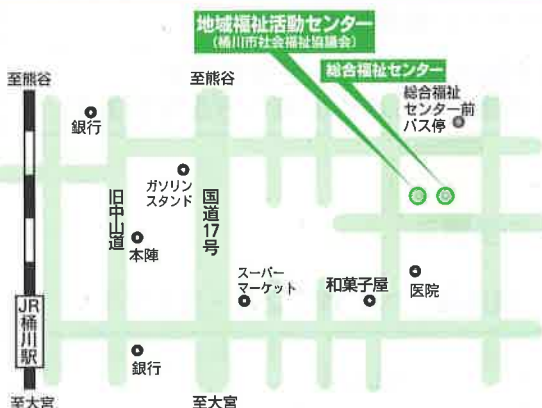 地域福祉活動センター
(桶川市社会福祉協議会)
総合福祉センター
至熊谷
至熊谷
総合福祉
センター前
バス停
銀行
ガソリン
スタンド
旧中山道
国道17号
本陣
スーパー
マーケット
和菓子屋
医院
JR桶川駅
銀行
至大宮
至大宮